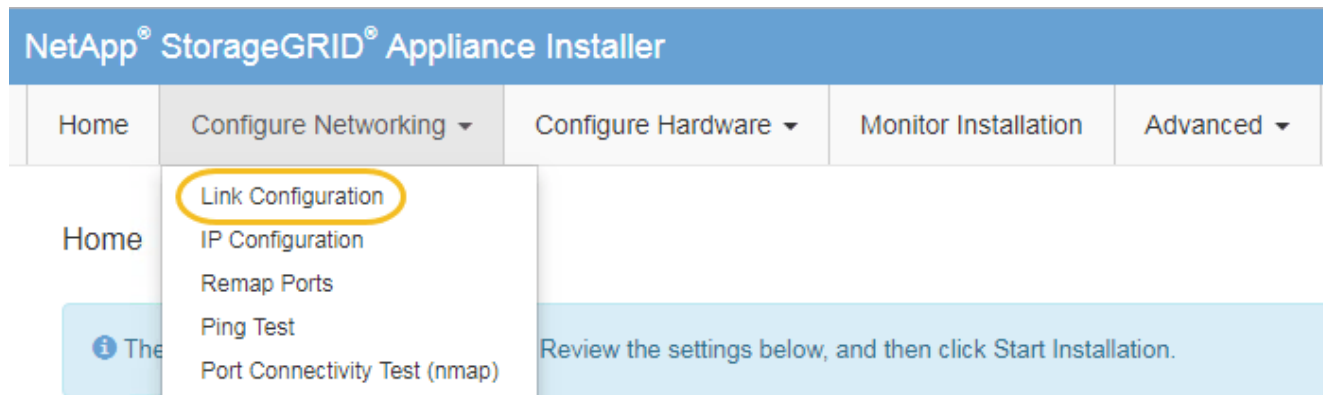 NetApp® StorageGRID® Appliance Installer
Home Configure Networking Configure Hardware Monitor Installation Advanced
Link Configuration
Home
IP Configuration
Remap Ports
Ping Test
The Review the settings below, and then click Start Installation.
Port Connectivity Test (nmap)